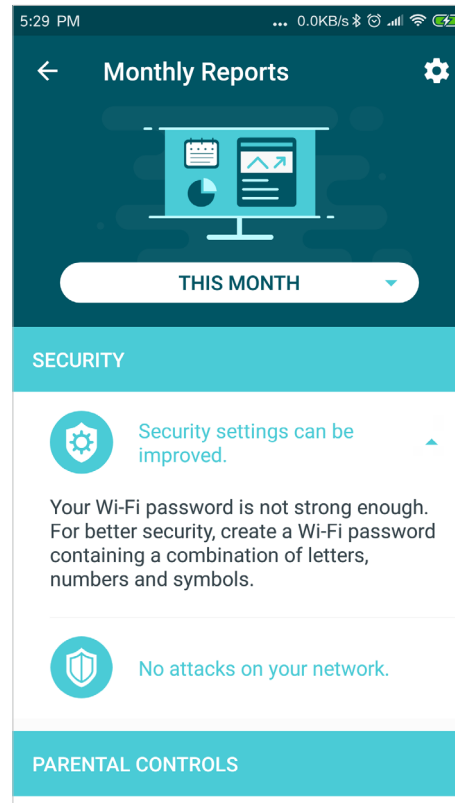 5:29 PM ... 0.0KB/s
Monthly Reports
THIS MONTH
SECURITY
Security settings can be
improved.
Your Wi-Fi password is not strong enough.
For better security, create a Wi-Fi password
containing a combination of letters,
numbers and symbols.
No attacks on your network.
PARENTAL CONTROLS